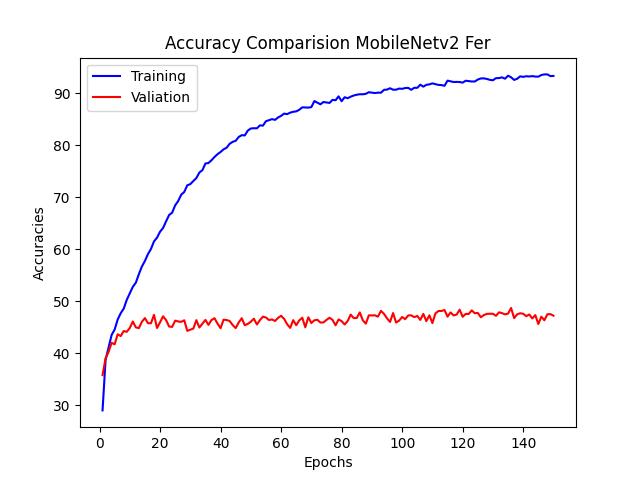 Accuracy Comparision MobileNetv2 Fer
Training
Valiation
90
80
70
60
50
40
30
Accuracies
0 20 40 60 80 100 120 140
Epochs